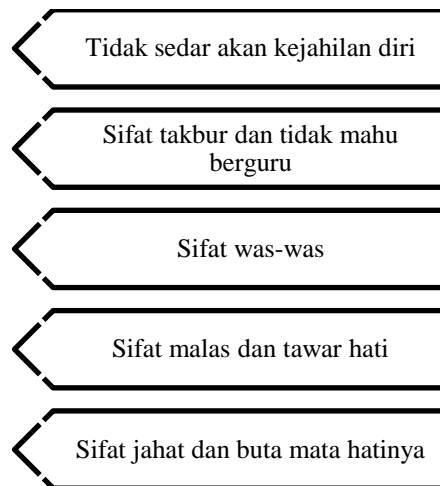 Tidak sedar akan kejahilan diri
Sifat takbur dan tidak mahu
berguru
Sifat was-was
Sifat malas dan tawar hati
Sifat jahat dan buta mata hatinya